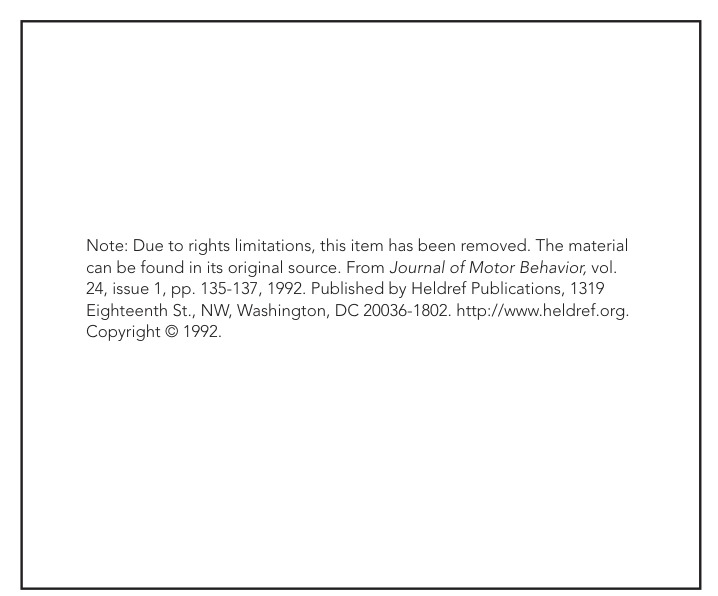 Note: Due to rights limitations, this item has been removed. The material
can be found in its original source. From Journal of Motor Behavior, vol.
24, issue 1, pp. 135-137, 1992. Published by Heldref Publications, 1319
Eighteenth St., NW, Washington, DC 20036-1802. http://www.heldref.org.
Copyright © 1992.